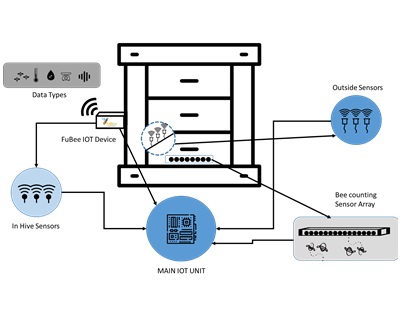 Data Types
FuBee IOT Device
Outside Sensors
Bee counting
Sensor Array
In Hive Sensors
MAIN IOT UNIT